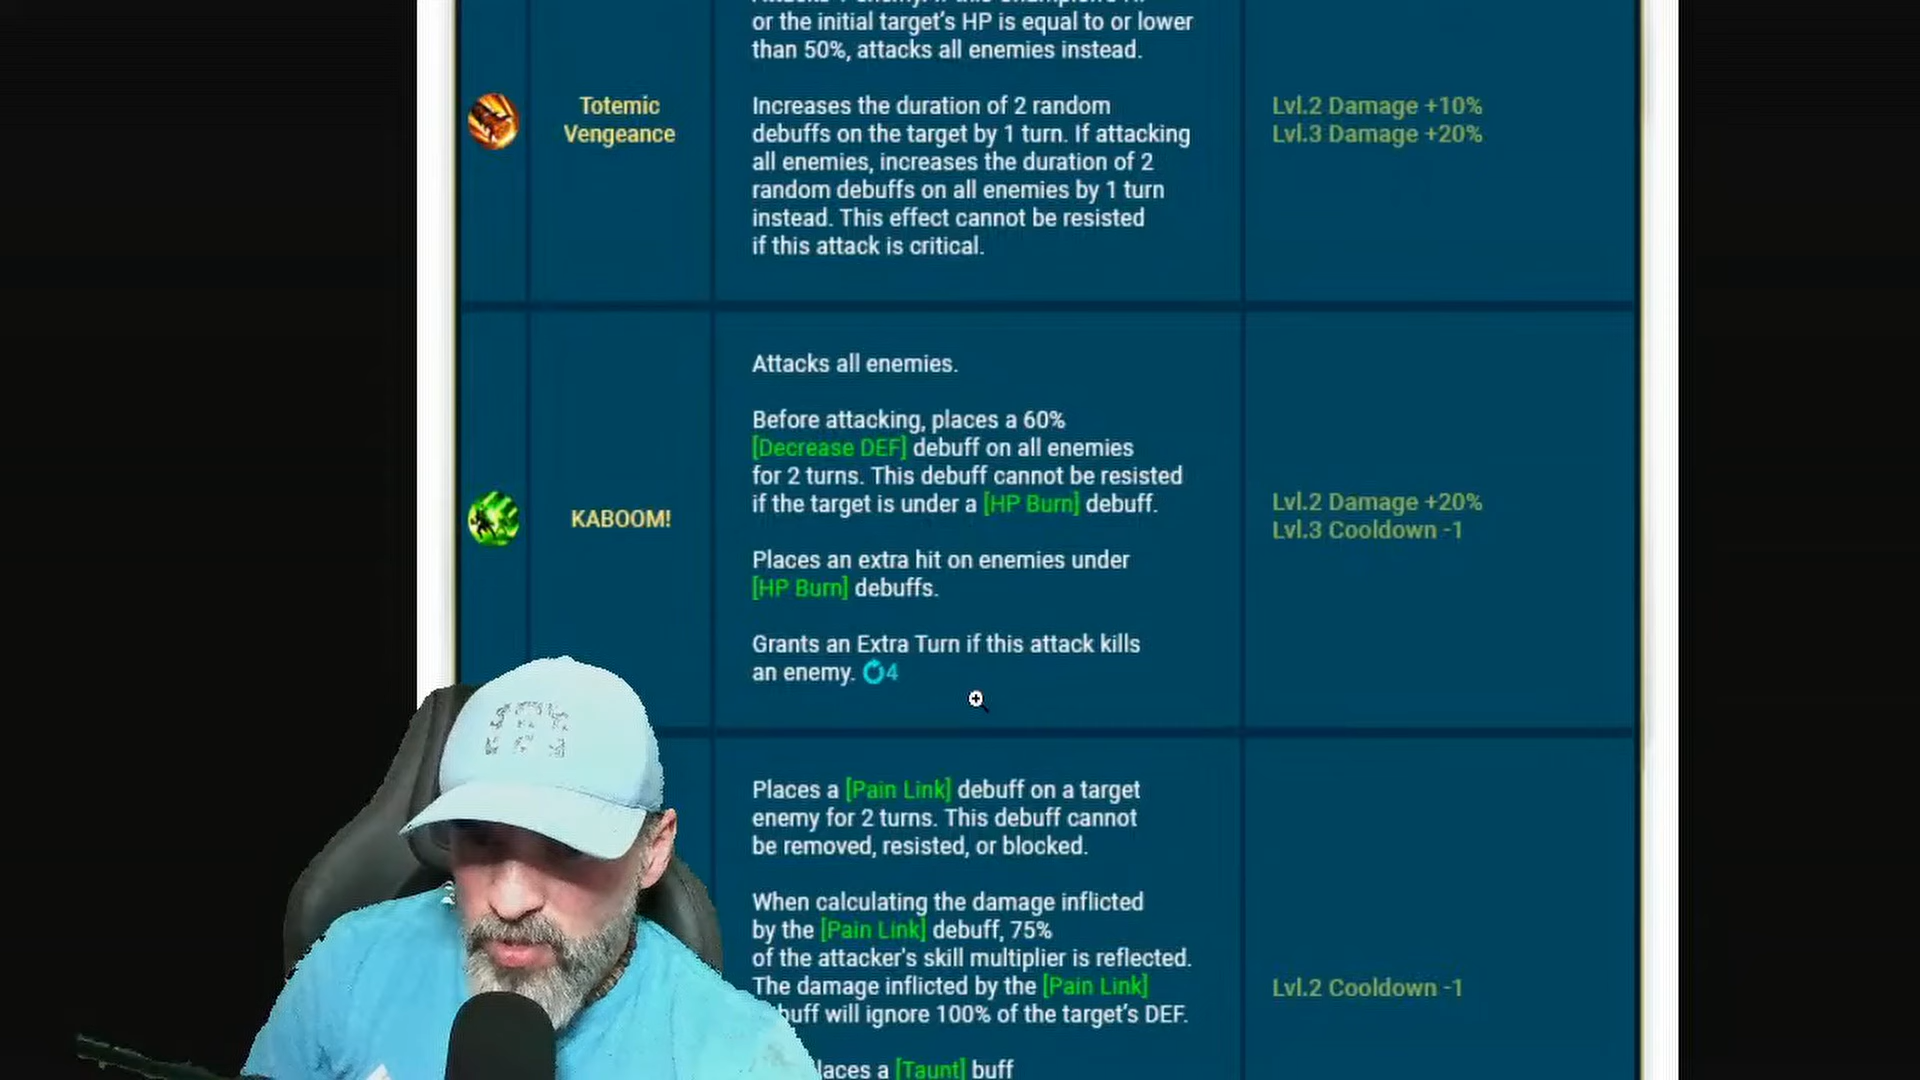 or the initial target's HP is equal to or lower
than 50%, attacks all enemies instead.
Totemic
Vengeance
Increases the duration of 2 random
debuffs on the target by 1 turn. If attacking
all enemies, increases the duration of 2
random debuffs on all enemies by 1 turn
instead. This effect cannot be resisted
if this attack is critical.
Lvl.2 Damage +10%
Lvl.3 Damage +20%
KABOOM!
Attacks all enemies.
Before attacking, places a 60%
[Decrease DEF] debuff on all enemies
for 2 turns. This debuff cannot be resisted
if the target is under a [HP Burn] debuff.
Places an extra hit on enemies under
[HP Burn] debuffs.
Grants an Extra Turn if this attack kills
an enemy. 4
Lvl.2 Damage +20%
Lvl.3 Cooldown -1
Places a [Pain Link] debuff on a target
enemy for 2 turns. This debuff cannot
be removed, resisted, or blocked.
When calculating the damage inflicted
by the [Pain Link] debuff, 75%
of the attacker's skill multiplier is reflected.
The damage inflicted by the [Pain Link]
buff will ignore 100% of the target's DEF.
laces a [Taunt] buff
Lvl.2 Cooldown -1